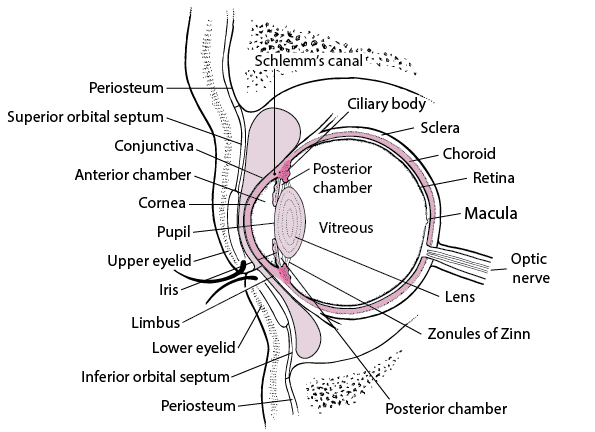 Schlemm's canal
Periosteum
Superior orbital septum
Conjunctiva
Anterior chamber
Cornea
Pupil
Upper eyelid
Iris
Limbus
Lower eyelid
Inferior orbital septum
Periosteum
Ciliary body
Sclera
Choroid
Retina
Posterior
chamber
Macula
Vitreous
Optic
nerve
Lens
Zonules of Zinn
Posterior chamber